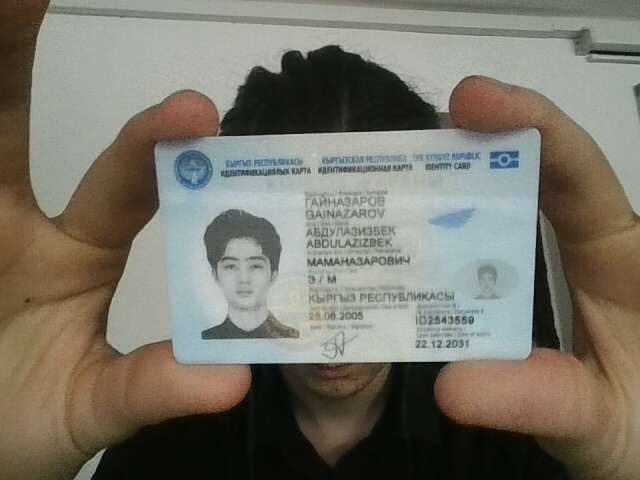 КЫРГЫЗ РЕСПУБЛИКАСЫ КЫРГЫЗСКАЯ РЕСПУБЛИКА THE KYRGYZ REPUBLIC
ИДЕНТИФИКАЦИЯЛЫК КАРТА ИДЕНТИФИКАЦИОННАЯ КАРТА IDENTITY CARD
ГАЙНАЗАРОВ
GAINAZAROV
АБДУЛАЗИЗБЕК
ABDULAZIZBEK
МАМАНАЗАРОВИЧ
Э / М
КЫРГЫЗ РЕСПУБЛИКАСЫ
28.06.2005
ID2543559
22.12.2031